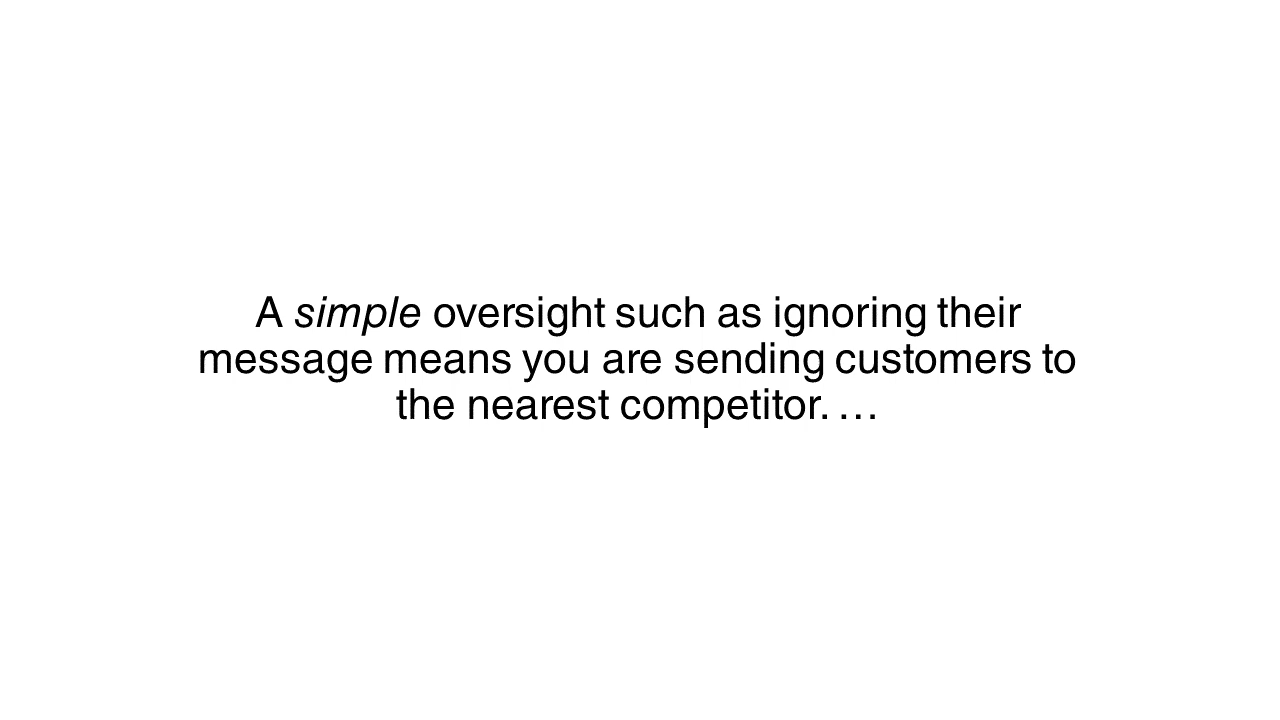 A simple oversight such as ignoring their
message means you are sending customers to
the nearest competitor. …